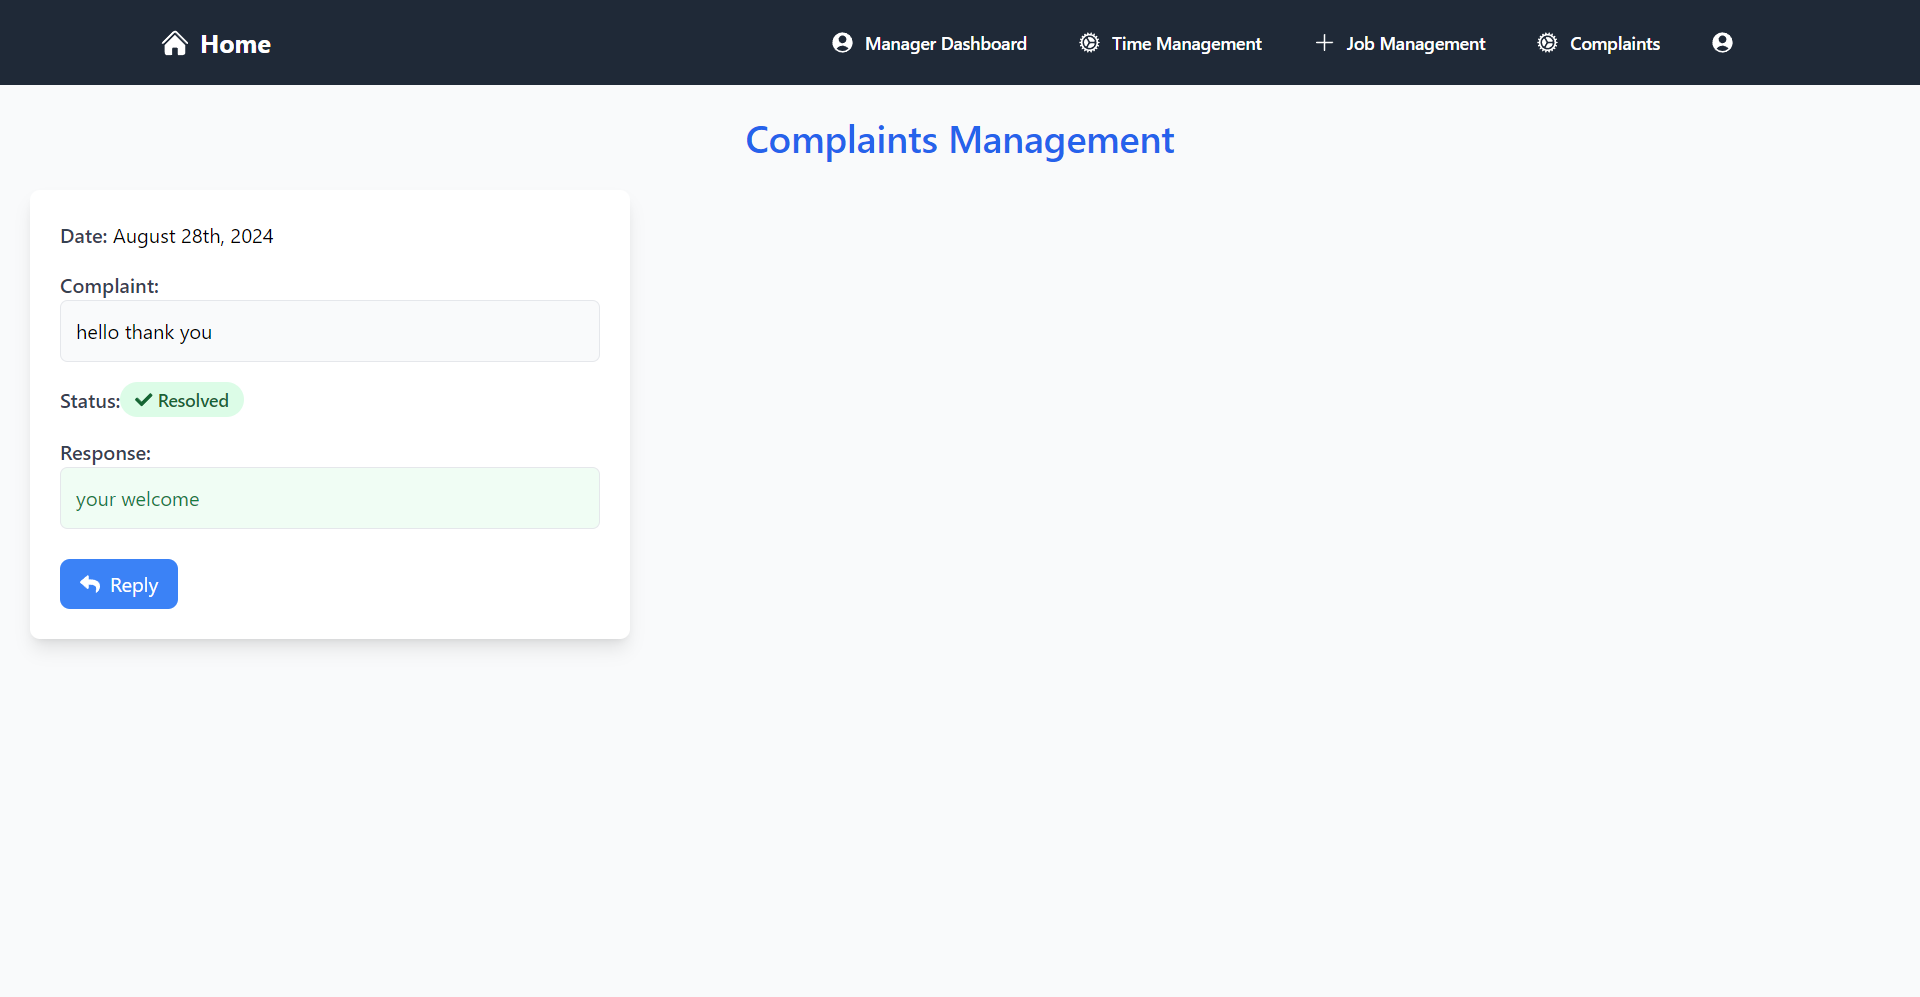 Home
Manager Dashboard
Time Management
Job Management
Complaints
Complaints Management
Date: August 28th, 2024
Complaint:
hello thank you
Status: Resolved
Response:
your welcome
Reply